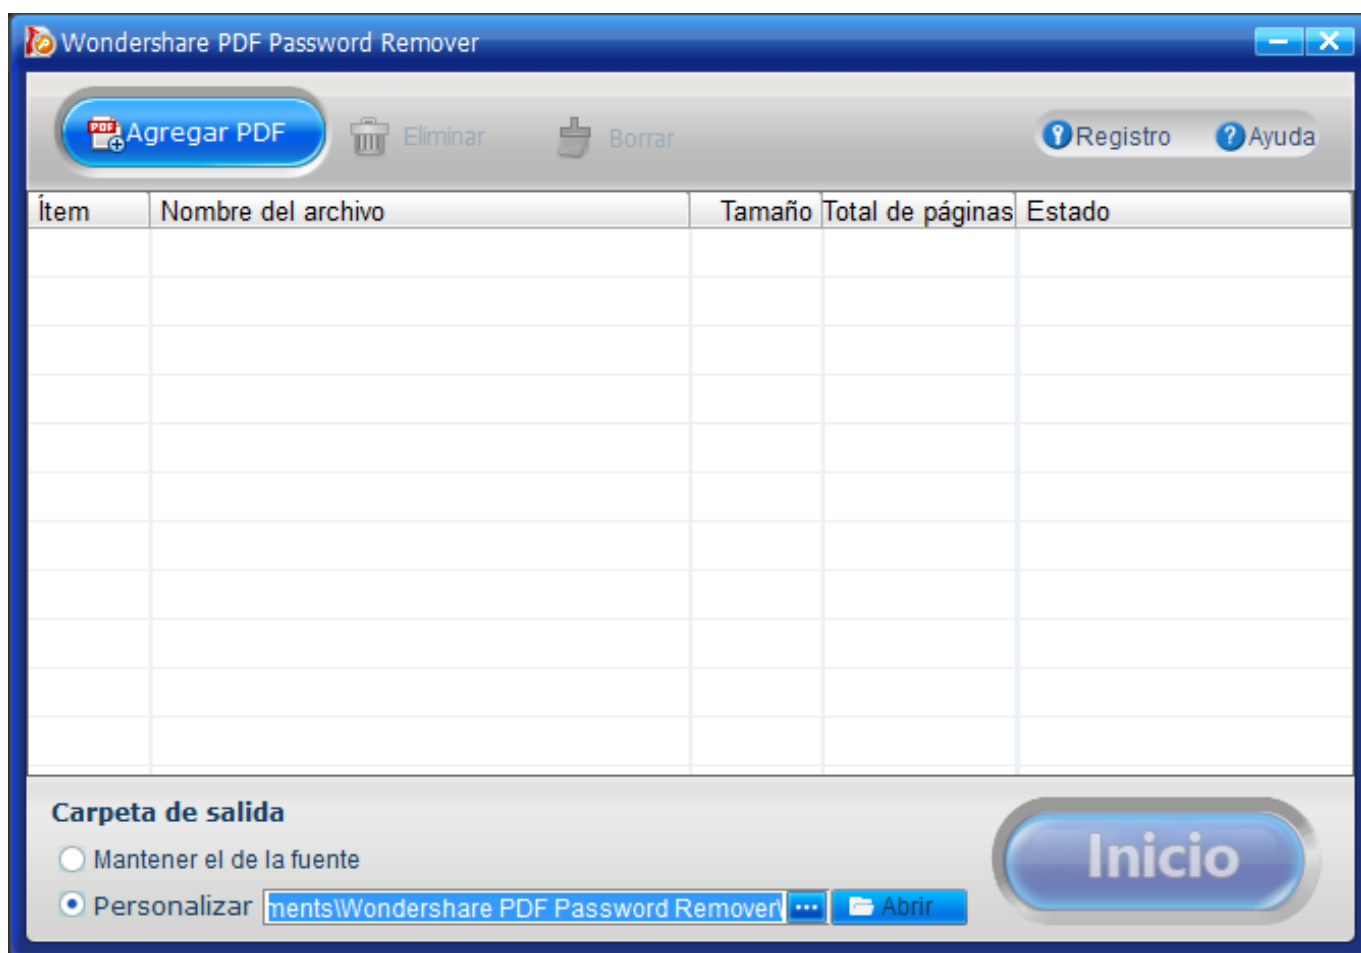 Wondershare PDF Password Remover
Agregar PDF Eliminar Borrar Registro Ayuda
Ítem Nombre del archivo Tamaño Total de páginas Estado
Carpeta de salida
Mantener el de la fuente
Inicio
Personalizar ments\Wondershare PDF Password Remover\ ... Abrir